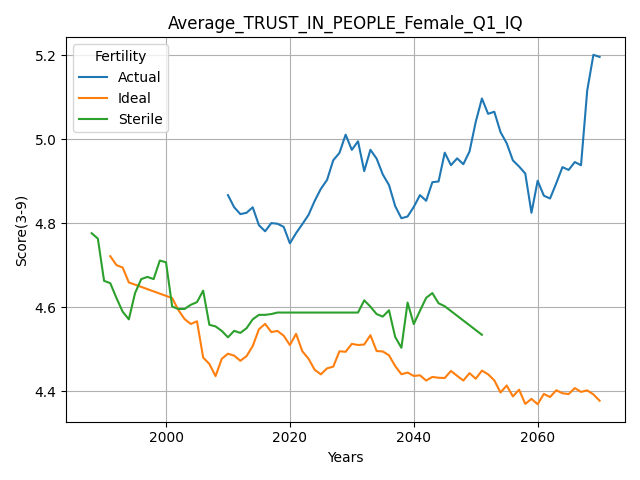 Average_TRUST_IN_PEOPLE_Female_Q1_IQ
Fertility
Actual
Ideal
Sterile
Score(3-9)
5.2
5.0
4.8
4.6
4.4
2000 2020 2040 2060
Years